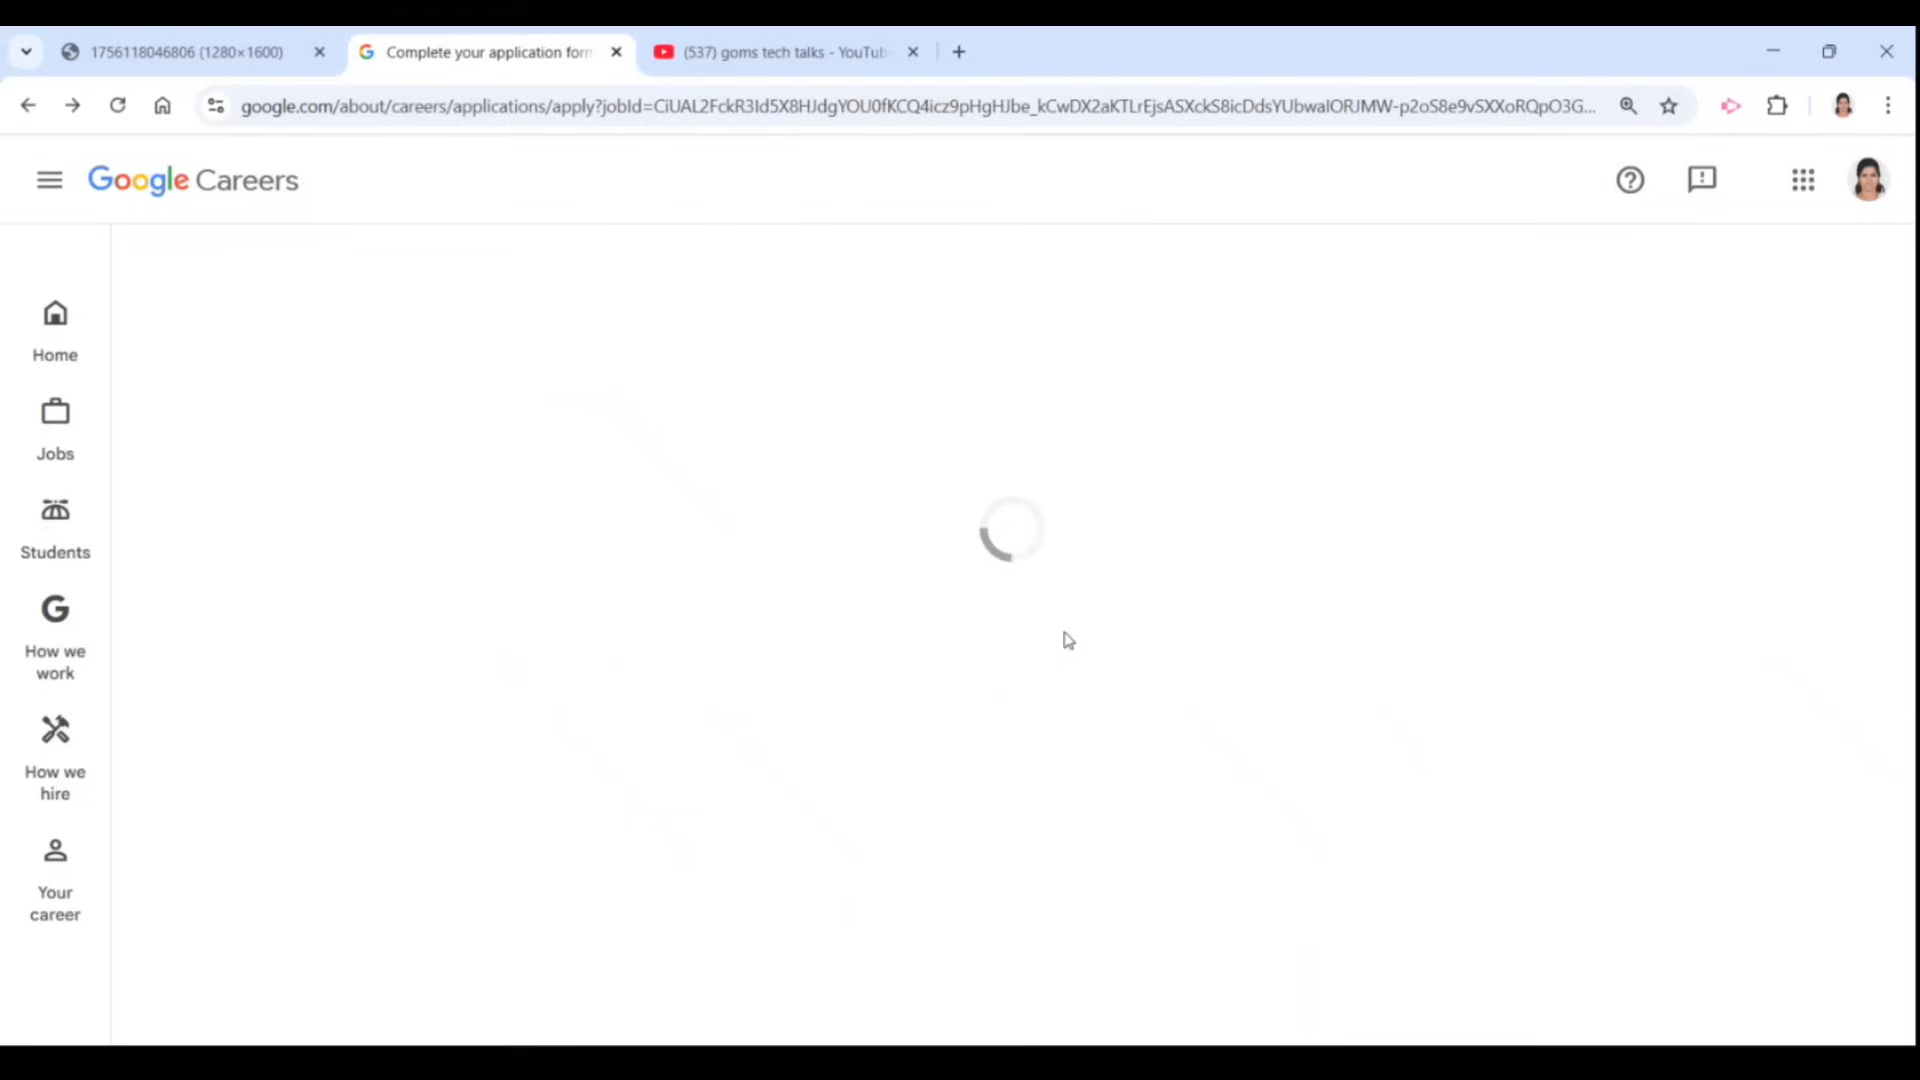 1756118046806 (1280×1600)
Complete your application form
(537) goms tech talks - YouTub
google.com/about/careers/applications/apply?jobId=CiUAL2FckR3Id5X8HJdgYOU0fKCQ4icz9pHgHJbe_kCwDX2aKTLrEjsASXckS8icDdsYUbwaIORJMW-p2oS8e9vSXXoRQpO3G...
Google Careers
Home
Jobs
Students
How we
work
How we
hire
Your
career